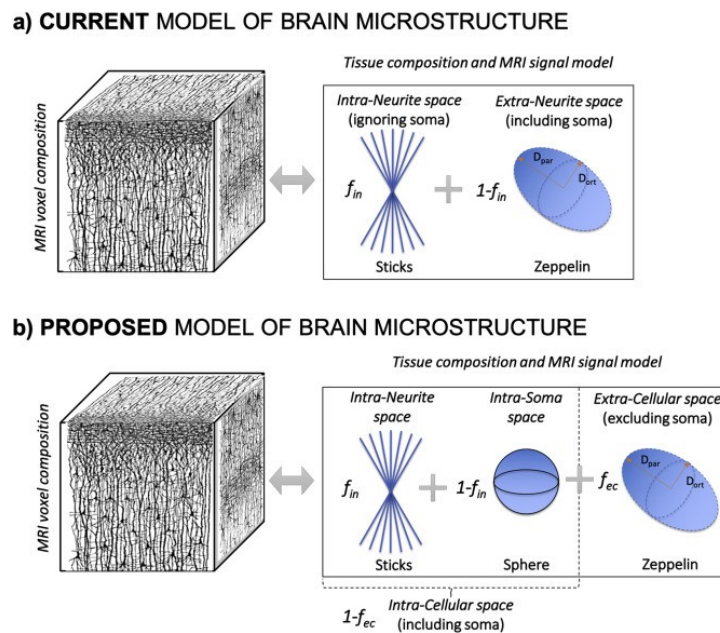 a) CURRENT MODEL OF BRAIN MICROSTRUCTURE
Tissue composition and MRI signal model
MRI voxel composition
Intra-Neurite space
(ignoring soma)
Extra-Neurite space
(including soma)
f_in
+
1-f_in
D_par
D_ort
Sticks
Zeppelin
b) PROPOSED MODEL OF BRAIN MICROSTRUCTURE
Tissue composition and MRI signal model
MRI voxel composition
Intra-Neurite
space
Intra-Soma
space
Extra-Cellular space
(excluding soma)
f_in
+
1-f_in
+
f_ec
D_par
D_ort
Sticks
Sphere
Zeppelin
1-f_ec
Intra-Cellular space
(including soma)